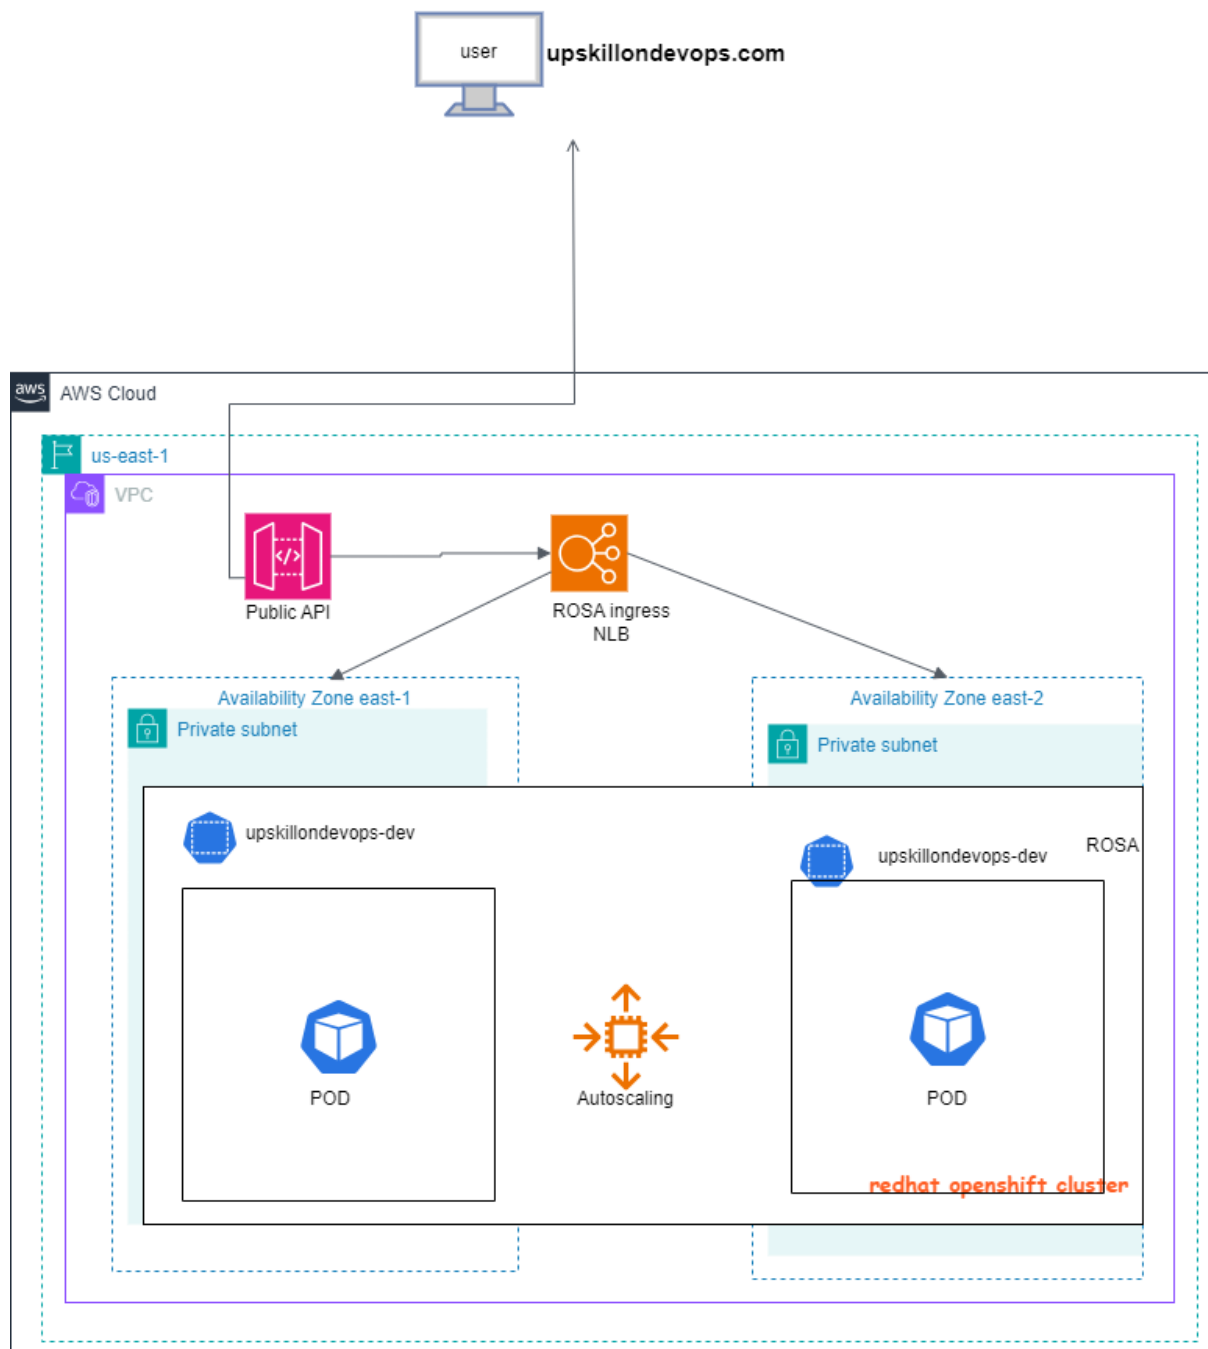 user
upskillondevops.com
aws
AWS Cloud
us-east-1
VPC
</>
Public API
ROSA ingress
NLB
Availability Zone east-1
Private subnet
Availability Zone east-2
Private subnet
upskillondevops-dev
upskillondevops-dev
ROSA
POD
Autoscaling
POD
redhat openshift cluster